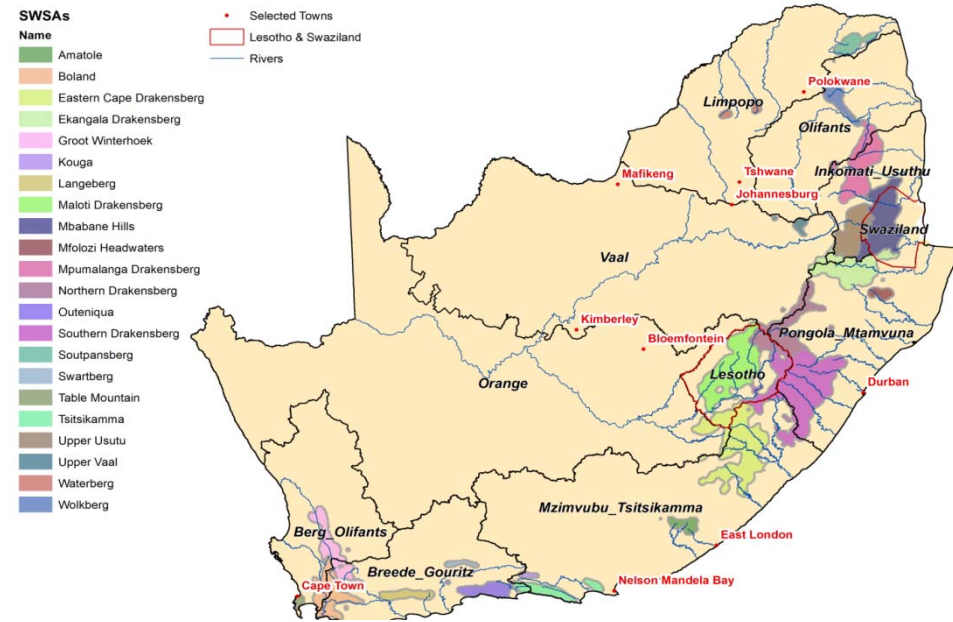 SWSAs
Name
Amatole
Boland
Eastern Cape Drakensberg
Ekangala Drakensberg
Groot Winterhoek
Kouga
Langeberg
Maloti Drakensberg
Mbabane Hills
Mfolozi Headwaters
Mpumalanga Drakensberg
Northern Drakensberg
Outeniqua
Southern Drakensberg
Soutpansberg
Swartberg
Table Mountain
Tsitsikamma
Upper Usutu
Upper Vaal
Waterberg
Wolkberg
Selected Towns
Lesotho & Swaziland
Rivers
Polokwane
Limpopo
Olifants
Mafikeng
Tshwane
Inkomati_Usuthu
Johannesburg
Swaziland
Vaal
Kimberley
Pongola_Mtamvuna
Bloemfontein
Lesotho
Orange
Durban
Mzimvubu_Tsitsikamma
Berg_Olifants
East London
Breede_Gouritz
Cape Town
Nelson Mandela Bay